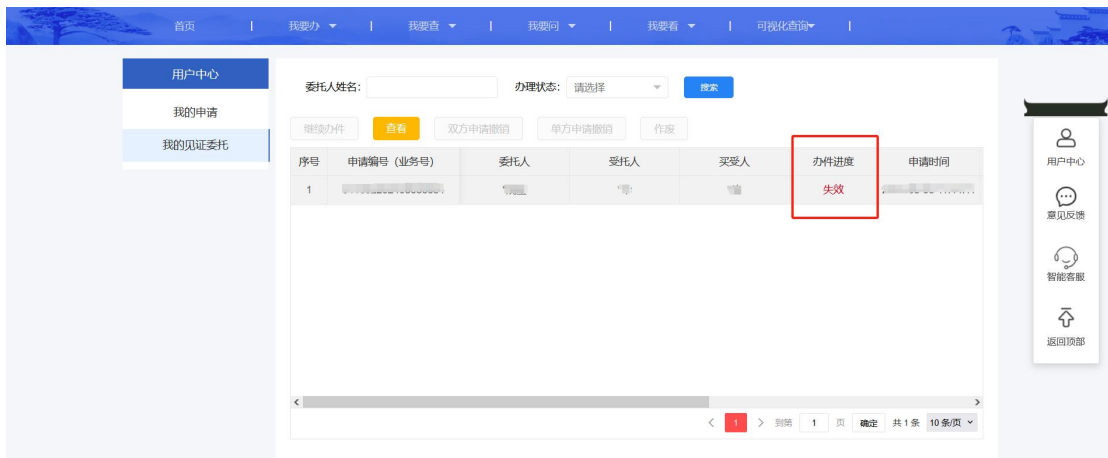 首页 | 我要办 | 我要查 | 我要问 | 我要看 | 可视化查询 |
用户中心
我的申请
我的见证委托
委托人姓名: 办理状态: 请选择 搜索
继续办件 查看 双方申请撤销 单方申请撤销 作废
序号 申请编号（业务号） 委托人 受托人 买受人 办件进度 申请时间
1 失效
< 1 > 到第 1 页 确定 共 1 条 10 条/页
用户中心
意见反馈
智能客服
返回顶部